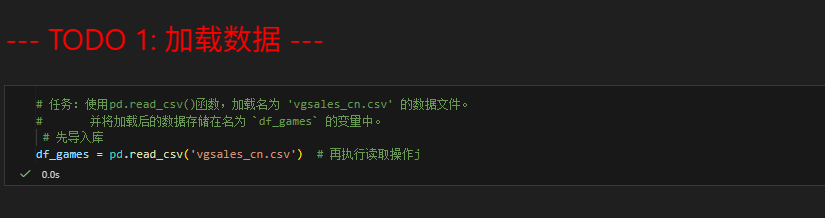 --- TODO 1: 加载数据 ---
# 任务: 使用pd.read_csv()函数，加载名为 'vgsales_cn.csv' 的数据文件。
#       并将加载后的数据存储在名为 `df_games` 的变量中。
# 先导入库
df_games = pd.read_csv('vgsales_cn.csv')  # 再执行读取操作j
0.0s